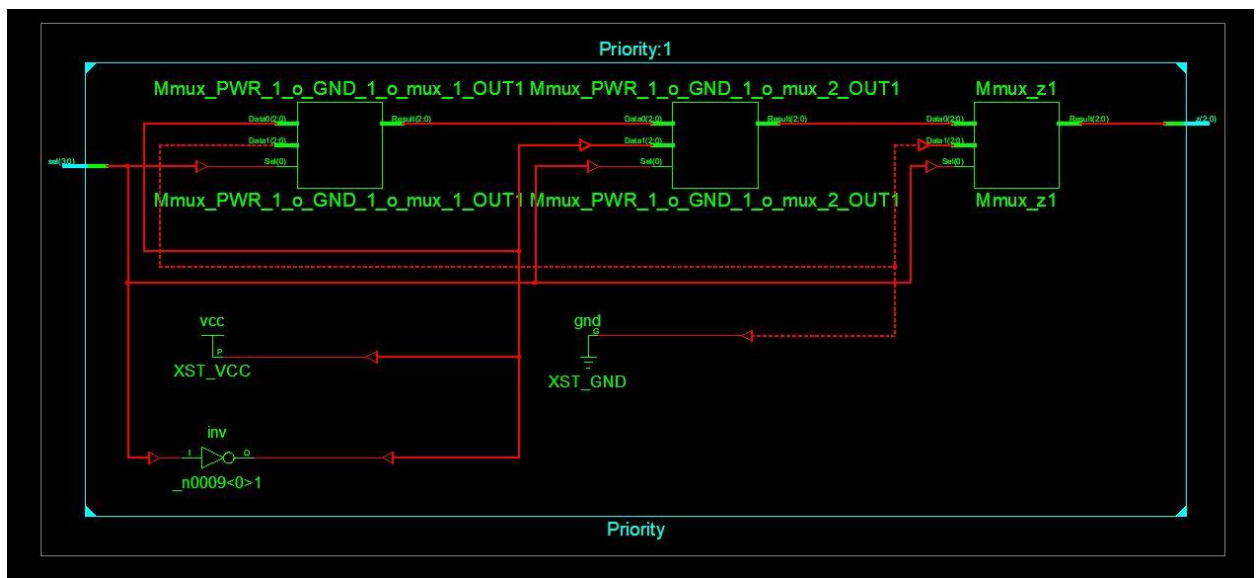 Priority:1
Mmux_PWR_1_o_GND_1_o_mux_1_OUT1 Mmux_PWR_1_o_GND_1_o_mux_2_OUT1 Mmux_z1
Data0(2:0) Result(2:0) Data0(2:0) Result(2:0) Data0(2:0) Result(2:0) z(2:0)
Data1(2:0) Data1(2:0) Data1(2:0)
sel(3:0) Sel(0) Sel(0) Sel(0)
Mmux_PWR_1_o_GND_1_o_mux_1_OUT1 Mmux_PWR_1_o_GND_1_o_mux_2_OUT1 Mmux_z1
vcc gnd
G
P
XST_VCC XST_GND
inv
I O
_n0009<0>1
Priority